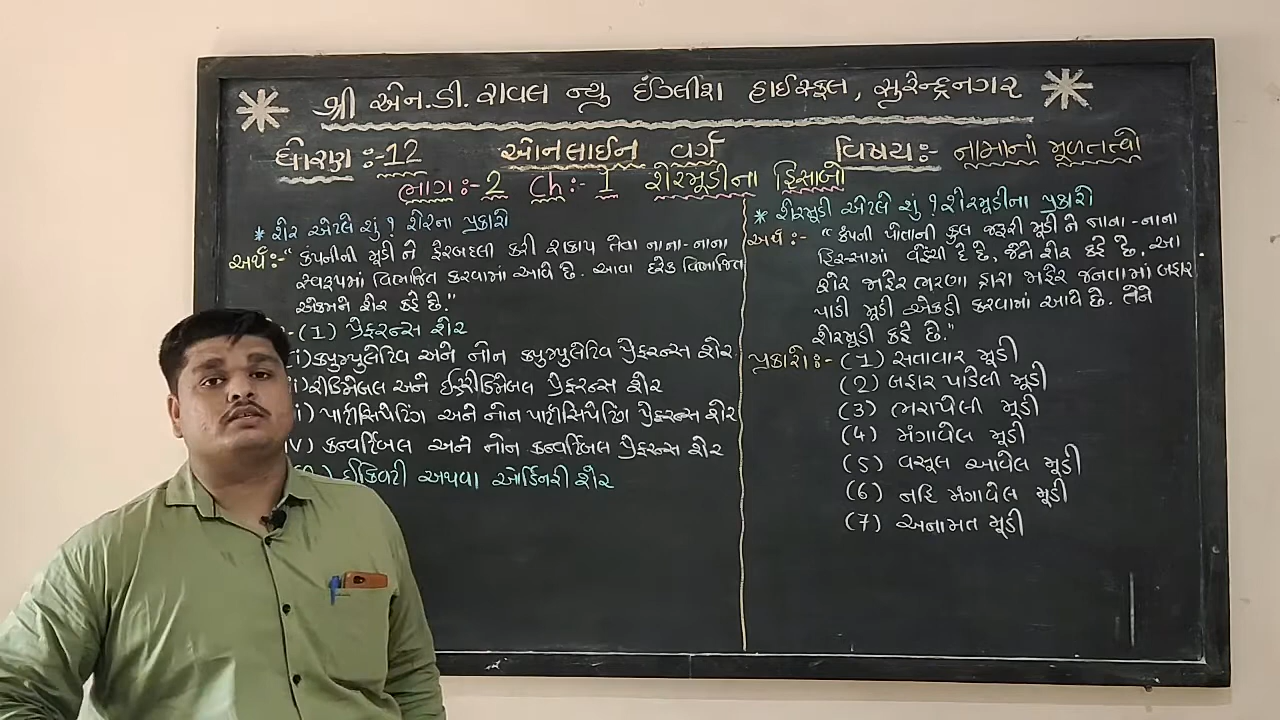 શ્રી એન.ડી. રાવલ ન્યુ ઇંગ્લીશ હાઈસ્કૂલ, સુરેન્દ્રનગર
ધોરણ :- 12 ઓનલાઈન વર્ગ વિષય:- નામાનાં મૂળતત્વો
ભાગ :- 2 Ch :- 1 શેરમૂડીના હિસાબો
* શેર એટલે શું ? શેરના પ્રકારો
અર્થ :- "કંપનીની મૂડી ને ફેરબદલી કરી શકાય તેવા નાના-નાના
સ્વરૂપમાં વિભાજિત કરવામાં આવે છે. આવા દરેક વિભાજિત
એકમને શેર કહે છે."
:- (1) પ્રેફરન્સ શેર
i) ક્યુમ્યુલેટિવ અને નોન ક્યુમ્યુલેટિવ પ્રેફરન્સ શેર
i) રીડિમેબલ અને ઈરરીડિમેબલ પ્રેફરન્સ શેર
i) પાર્ટીસિપેટિંગ અને નોન પાર્ટીસિપેટિંગ પ્રેફરન્સ શેર
iv) કન્વર્ટિબલ અને નોન કન્વર્ટિબલ પ્રેફરન્સ શેર
ઈક્વિટી અથવા ઓર્ડિનરી શેર
* શેરમૂડી એટલે શું ? શેરમૂડીના પ્રકારો
અર્થ :- "કંપની પોતાની કુલ જરૂરી મૂડી ને નાના-નાના
હિસ્સામાં વહેંચી દે છે, જેને શેર કહે છે. આ
શેર જાહેર ભરણા દ્વારા જાહેર જનતામાં બહાર
પાડી મૂડી એકઠી કરવામાં આવે છે. તેને
શેરમૂડી કહે છે."
પ્રકારો :- (1) સત્તાવાર મૂડી
(2) બહાર પાડેલી મૂડી
(3) ભરાયેલી મૂડી
(4) મંગાવેલ મૂડી
(5) વસૂલ આવેલ મૂડી
(6) નહિ મંગાવેલ મૂડી
(7) અનામત મૂડી